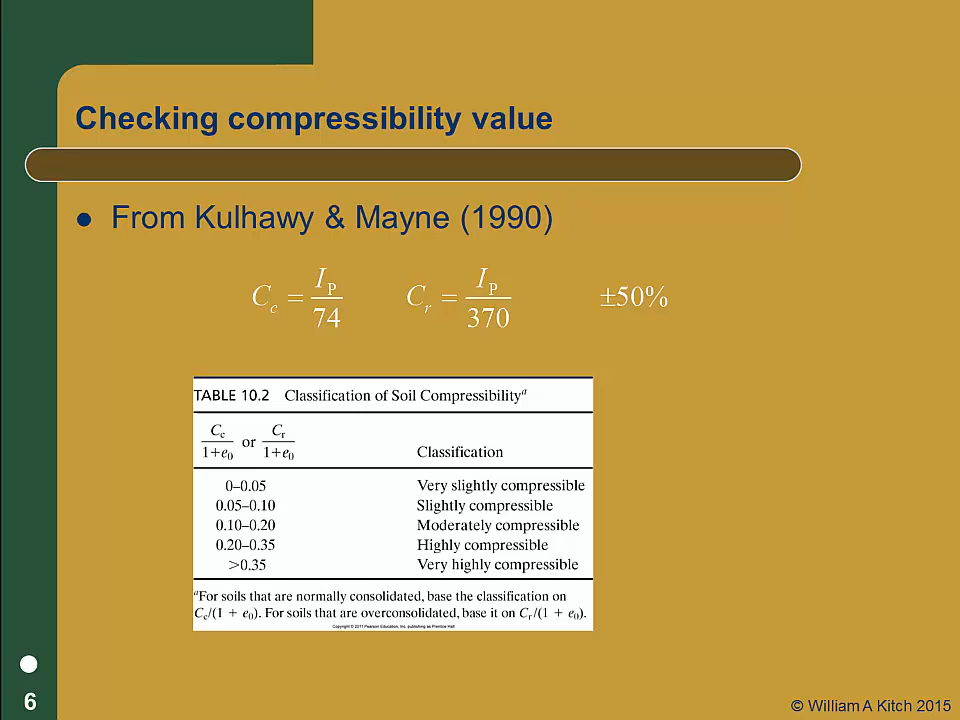 Checking compressibility value
● From Kulhawy & Mayne (1990)
C_c = I_P/74 C_r = I_P/370 ±50%
TABLE 10.2 Classification of Soil Compressibility^a
C_c/1+e_0 or C_r/1+e_0 Classification
0–0.05 Very slightly compressible
0.05–0.10 Slightly compressible
0.10–0.20 Moderately compressible
0.20–0.35 Highly compressible
>0.35 Very highly compressible
^aFor soils that are normally consolidated, base the classification on
C_c/(1 + e_0). For soils that are overconsolidated, base it on C_r/(1 + e_0).
Copyright © 2011 Pearson Education, Inc. publishing as Prentice Hall
6
© William A Kitch 2015